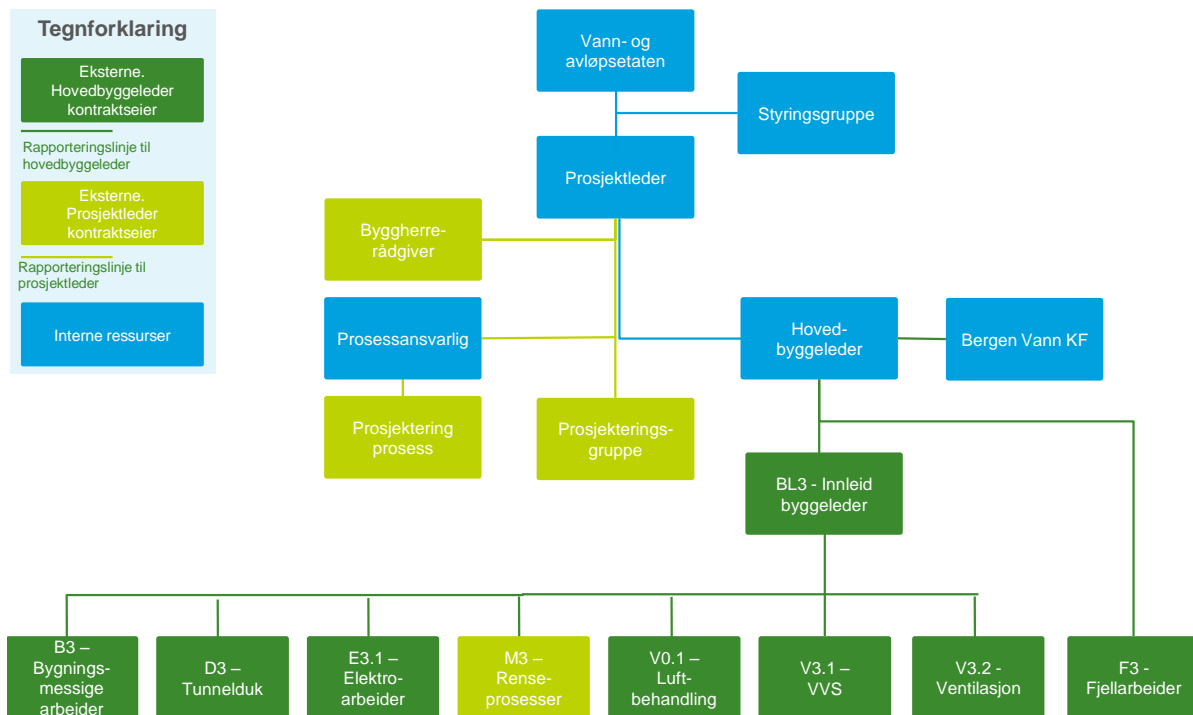 Tegnforklaring
Eksterne.
Hovedbyggeleder
kontraktseier
Rapporteringslinje til
hovedbyggeleder
Eksterne.
Prosjektleder
kontraktseier
Rapporteringslinje til
prosjektleder
Interne ressurser
Vann- og
avløpsetaten
Styringsgruppe
Prosjektleder
Byggherre-
rådgiver
Prosessansvarlig
Hoved-
byggeleder
Bergen Vann KF
Prosjektering
prosess
Prosjekterings-
gruppe
BL3 - Innleid
byggeleder
B3 –
Bygnings-
messige
arbeider
D3 –
Tunnelduk
E3.1 –
Elektro-
arbeider
M3 –
Rense-
prosesser
V0.1 –
Luft-
behandling
V3.1 –
VVS
V3.2 -
Ventilasjon
F3 -
Fjellarbeider